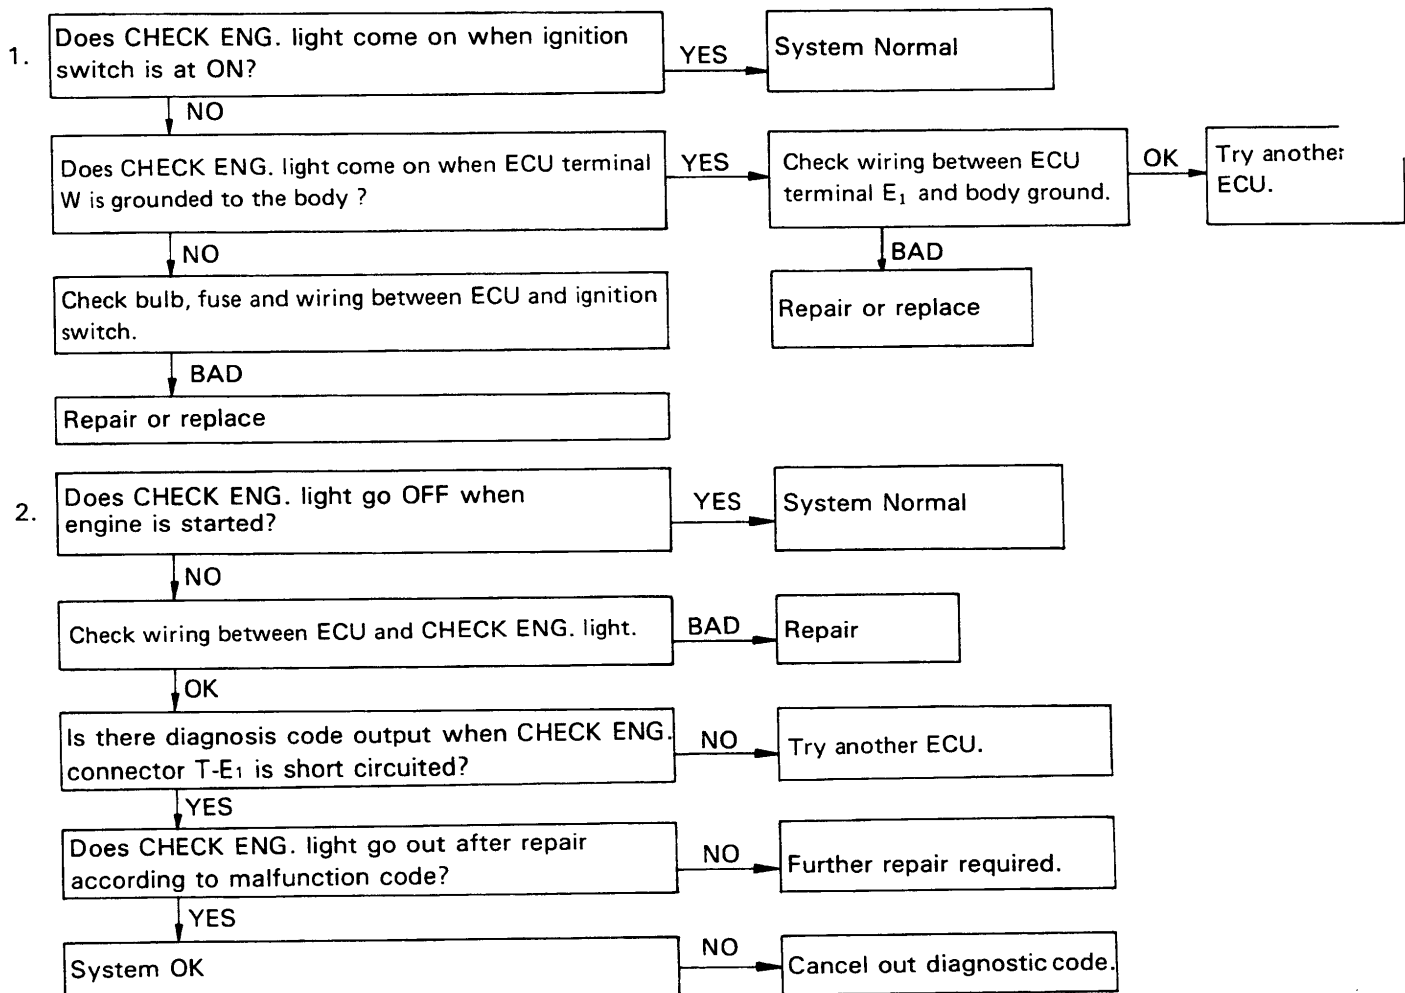 1.
Does CHECK ENG. light come on when ignition
switch is at ON?
YES
System Normal
NO
Does CHECK ENG. light come on when ECU terminal
W is grounded to the body ?
YES
Check wiring between ECU
terminal E₁ and body ground.
OK
Try another
ECU.
NO
BAD
Check bulb, fuse and wiring between ECU and ignition
switch.
Repair or replace
BAD
Repair or replace
2.
Does CHECK ENG. light go OFF when
engine is started?
YES
System Normal
NO
Check wiring between ECU and CHECK ENG. light.
BAD
Repair
OK
Is there diagnosis code output when CHECK ENG.
connector T-E₁ is short circuited?
NO
Try another ECU.
YES
Does CHECK ENG. light go out after repair
according to malfunction code?
NO
Further repair required.
YES
System OK
NO
Cancel out diagnostic code.